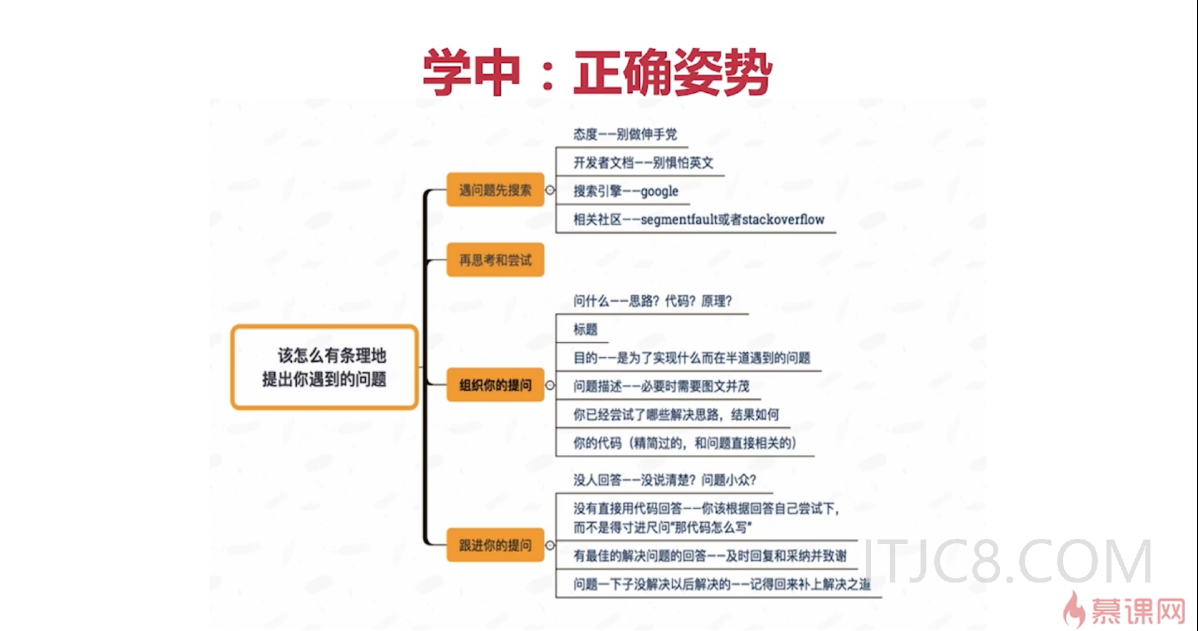 学中：正确姿势
态度——别做伸手党
开发者文档——别惧怕英文
遇问题先搜索
搜索引擎——google
相关社区——segmentfault或者stackoverflow
再思考和尝试
问什么——思路？代码？原理？
标题
该怎么有条理地
提出你遇到的问题
目的——是为了实现什么而在半道遇到的问题
组织你的提问
问题描述——必要时需要图文并茂
你已经尝试了哪些解决思路，结果如何
你的代码（精简过的，和问题直接相关的）
没人回答——没说清楚？问题小众？
没有直接用代码回答——你该根据回答自己尝试下，
而不是得寸进尺问“那代码怎么写”
跟进你的提问
有最佳的解决问题的回答——及时回复和采纳并致谢
问题一下子没解决以后解决的——记得回来补上解决之道
ITJC8.COM
慕课网